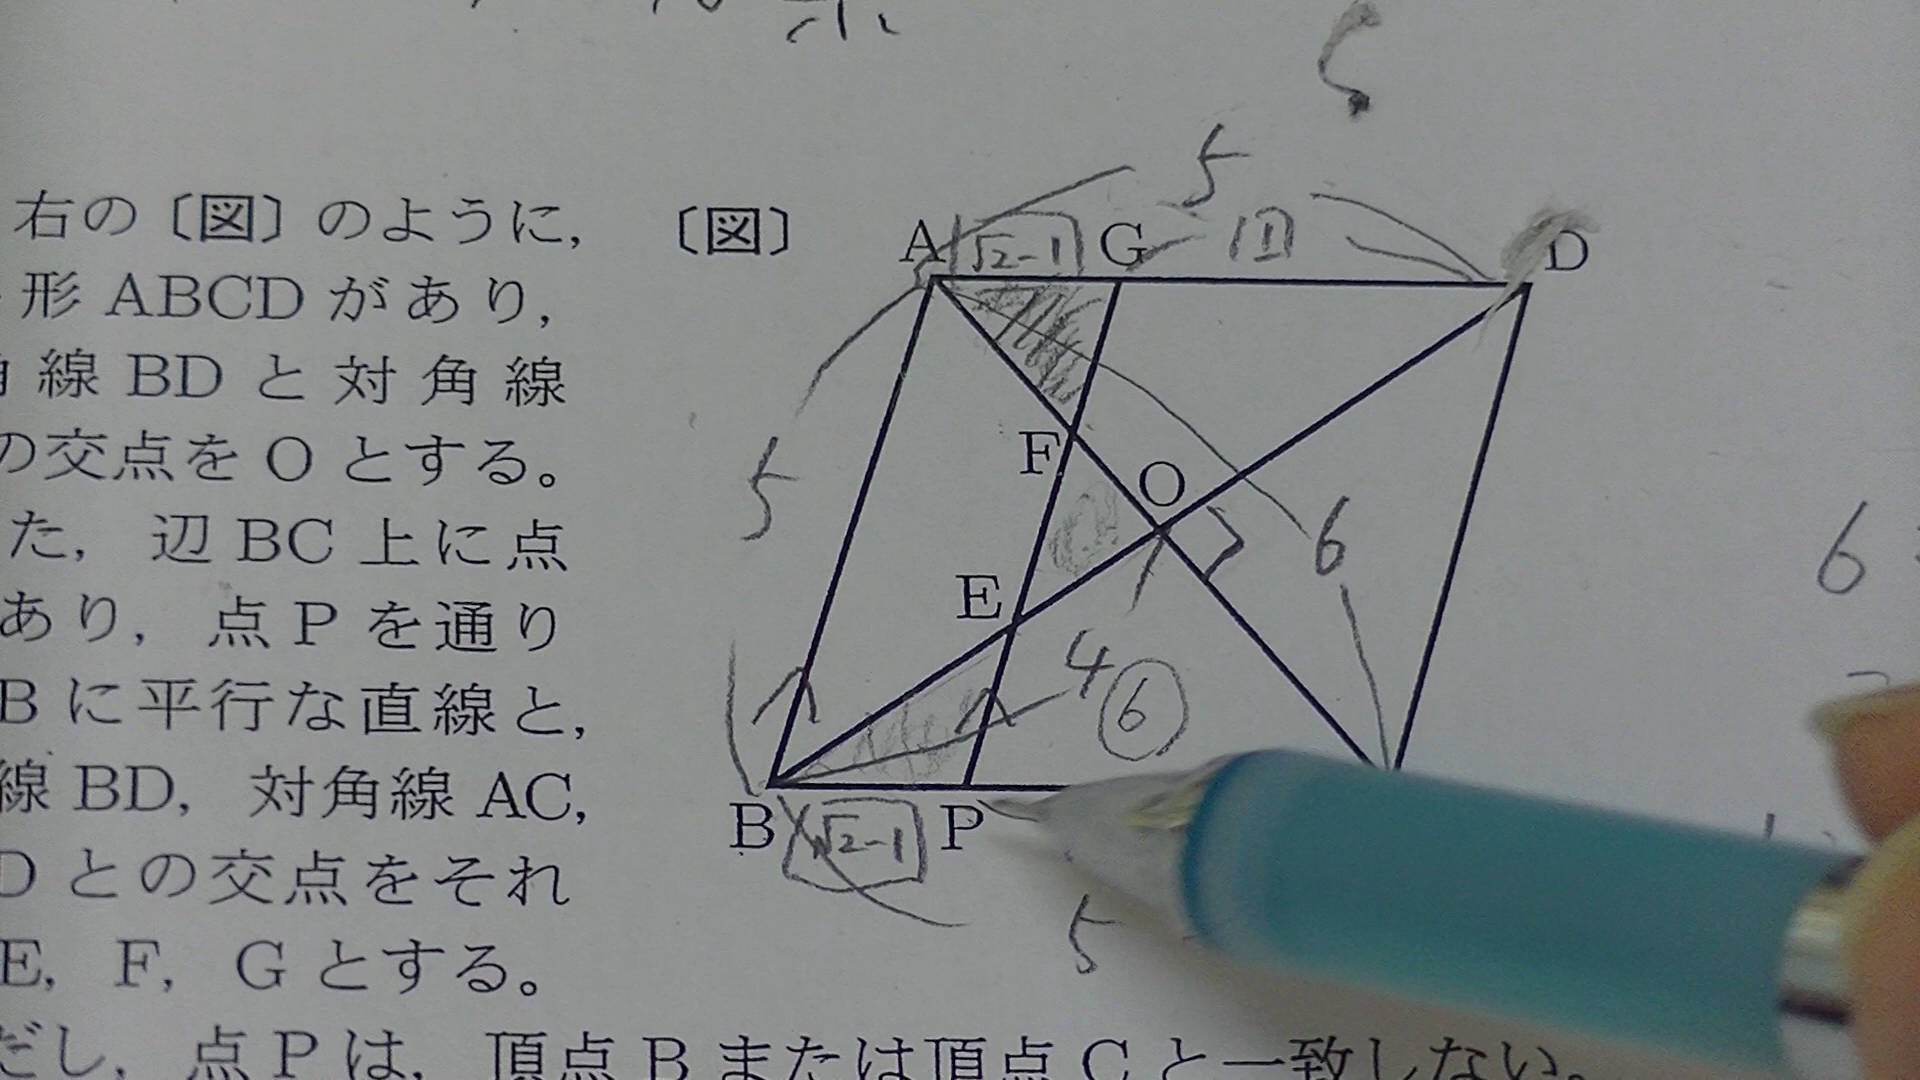 右の〔図〕のように,
形 ABCD があり,
線 BD と 対 角 線
の交点を O とする。
た, 辺 BC 上に点
あり, 点 P を通り
B に平行な直線と,
線 BD, 対角線 AC,
D との交点をそれ
E, F, G とする。
だし, 点 P は, 頂点 B または頂点 C と一致しない。
〔図〕
5
A √2-1 G 1 D
5
F
O
6
E
4
6
B √2-1 P
5
6